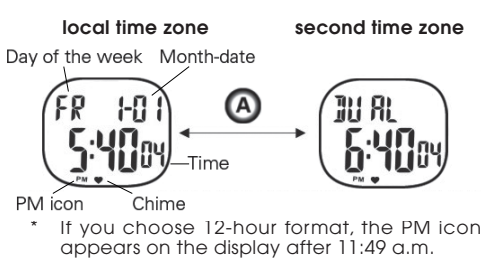 local time zone
second time zone
Day of the week
Month-date
FR 1-01
5:40 04
PM
A
DU AL
6:40 04
PM
Time
PM icon
Chime
* If you choose 12-hour format, the PM icon
appears on the display after 11:49 a.m.